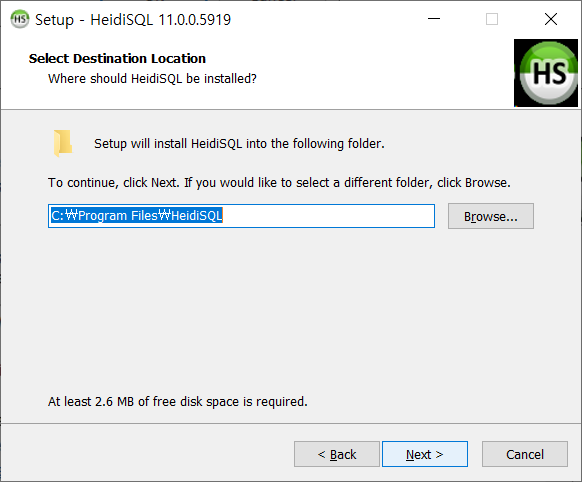 Setup - HeidiSQL 11.0.0.5919
Select Destination Location
Where should HeidiSQL be installed?
HS
Setup will install HeidiSQL into the following folder.
To continue, click Next. If you would like to select a different folder, click Browse.
C:₩Program Files₩HeidiSQL
Browse...
At least 2.6 MB of free disk space is required.
< Back
Next >
Cancel